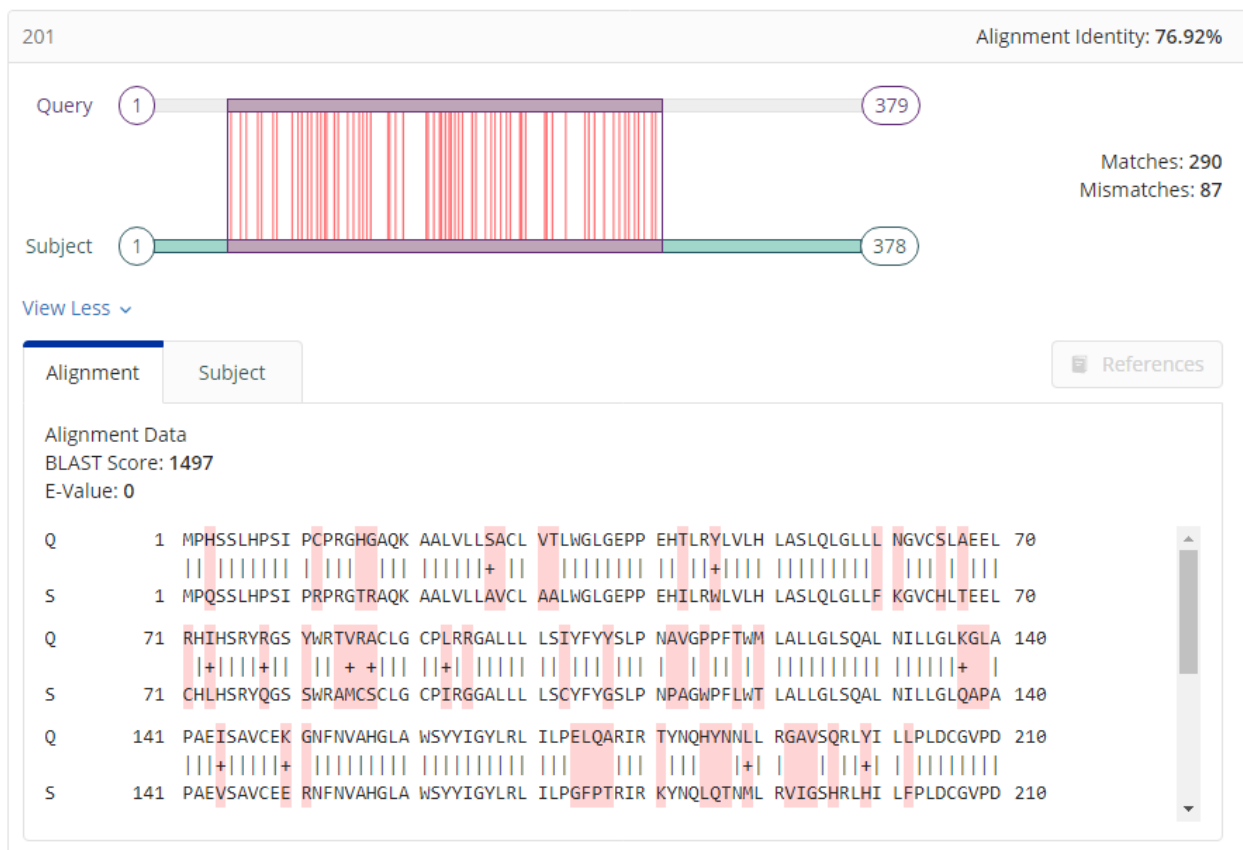 201 Alignment Identity: 76.92%
Query 1 379
Matches: 290
Mismatches: 87
Subject 1 378
View Less
Alignment Subject References
Alignment Data
BLAST Score: 1497
E-Value: 0
Q 1 MPHSSLHPSI PCPRGHGAQK AALVLLSACL VTLWGLGEPP EHTLRYLVLH LASLQLGLLL NGVCSLAEEL 70
|| ||||||| | |||  ||| ||||||+ ||   |||||||| || ||+|||| |||||||||   ||| | |||
S 1 MPQSSLHPSI PRPRGTRAQK AALVLLAVCL AALWGLGEPP EHILRWLVLH LASLQLGLLF KGVCHLTEEL 70
Q 71 RHIHSRYRGS YWRTVRACLG CPLRRGALLL LSIYFYYSLP NAVGPPFTWM LALLGLSQAL NILLGLKGLA 140
 |+||||+||  ||  + +||| ||+| ||||| || ||| |||
S 71 CHLHSRYQGS SWRAMCSCLG CPIRGGALLL LSCYFYGSLP NPAGWPFLWT LALLGLSQAL NILLGLQAPA 140
Q 141 PAEISAVCEK GNFNVAHGLA WSYYIGYLRL ILPELQARIR TYNQHYNNLL RGAVSQRLYI LLPLDCGVPD 210
|||+|||||+  ||||||||| |||||||||| |||    |||  |||   |+| |    | ||+| | ||||||||
S 141 PAEVSAVCEE RNFNVAHGLA WSYYIGYLRL ILPGFPTRIR KYNQLQTNML RVIGSHRLHI LFPLDCGVPD 210